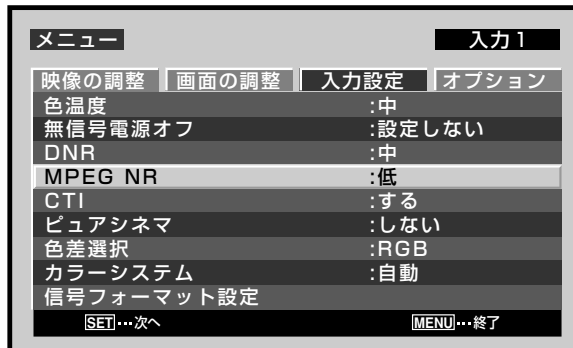 メニュー 入力1
映像の調整 画面の調整 入力設定 オプション
色温度 :中
無信号電源オフ :設定しない
DNR :中
MPEG NR :低
CTI :する
ピュアシネマ :しない
色差選択 :RGB
カラーシステム :自動
信号フォーマット設定
SET…次へ MENU…終了